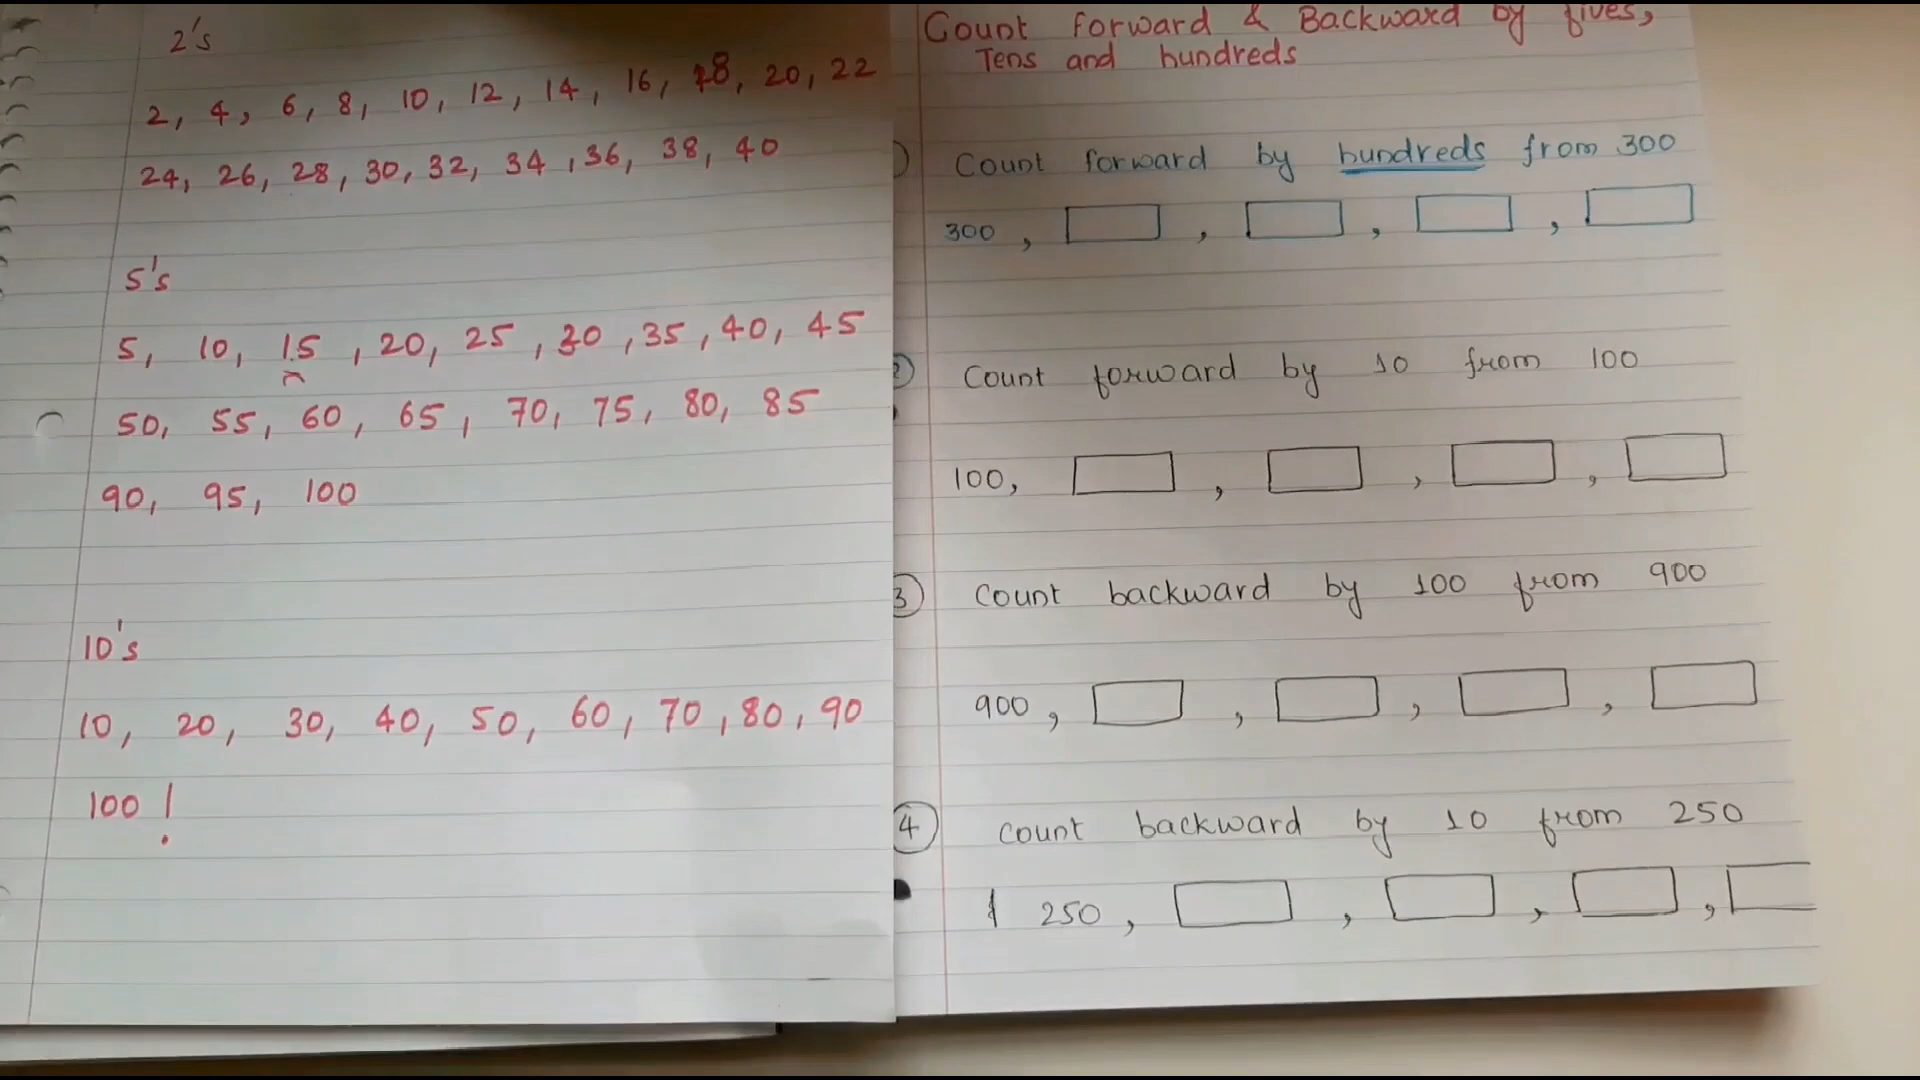 2's
2, 4, 6, 8, 10, 12, 14, 16, 18, 20, 22
24, 26, 28, 30, 32, 34, 36, 38, 40
5's
5, 10, 15, 20, 25, 30, 35, 40, 45
50, 55, 60, 65, 70, 75, 80, 85
90, 95, 100
10's
10, 20, 30, 40, 50, 60, 70, 80, 90
100 !
Count forward & Backward by fives,
Tens and hundreds
Count forward by hundreds from 300
300, , , ,
2 Count forward by 10 from 100
100, , , ,
3 Count backward by 100 from 900
900, , , ,
4 Count backward by 10 from 250
250, , , ,